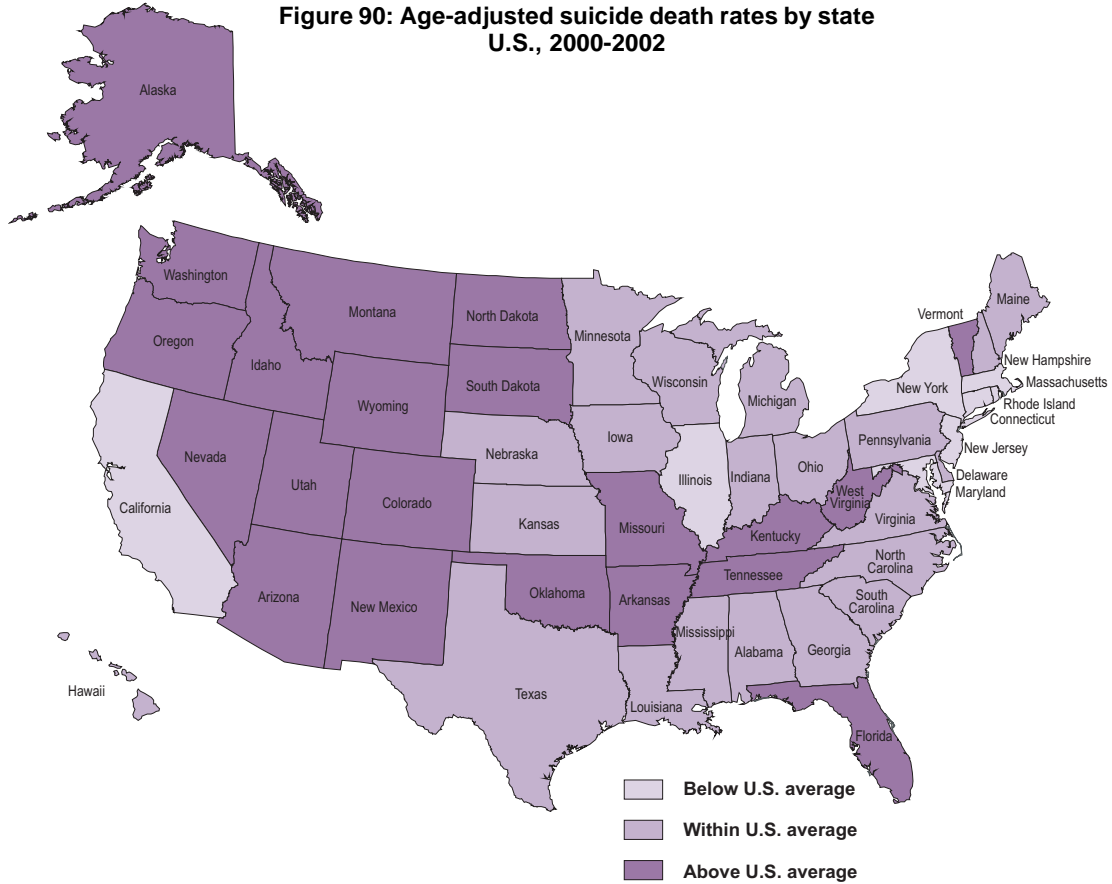 Figure 90: Age-adjusted suicide death rates by state
U.S., 2000-2002
Alaska
Washington
Montana
North Dakota
Minnesota
Vermont
Maine
Oregon
Idaho
South Dakota
Wisconsin
Michigan
New York
New Hampshire
Massachusetts
Rhode Island
Connecticut
Wyoming
Nebraska
Iowa
Pennsylvania
New Jersey
Nevada
Utah
Colorado
Illinois
Indiana
Ohio
Delaware
Maryland
California
Kansas
Missouri
West
Virginia
Kentucky
Virginia
Arizona
New Mexico
Oklahoma
Arkansas
Tennessee
North
Carolina
South
Carolina
Mississippi
Alabama
Georgia
Hawaii
Texas
Louisiana
Florida
Below U.S. average
Within U.S. average
Above U.S. average